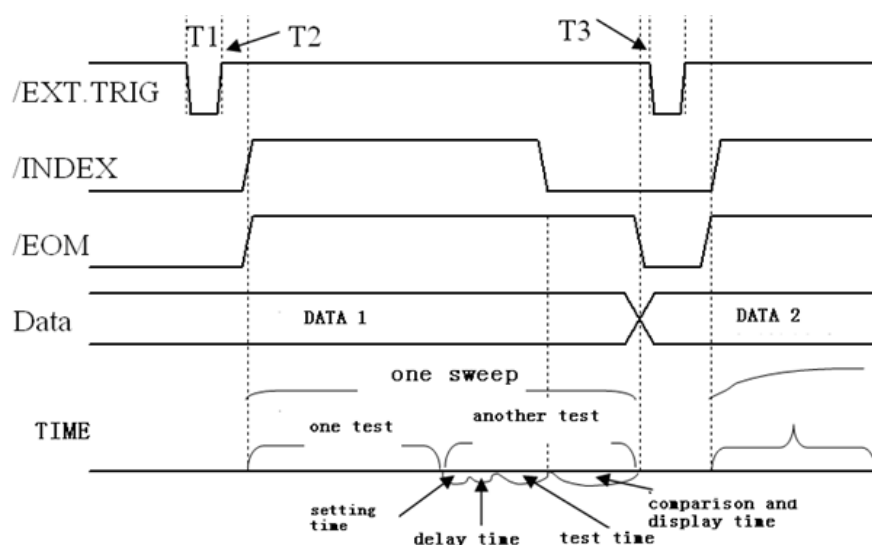 T1 T2 T3
/EXT.TRIG
/INDEX
/EOM
Data DATA 1 DATA 2
one sweep
TIME one test another test
setting time
delay time
test time
comparison and display time